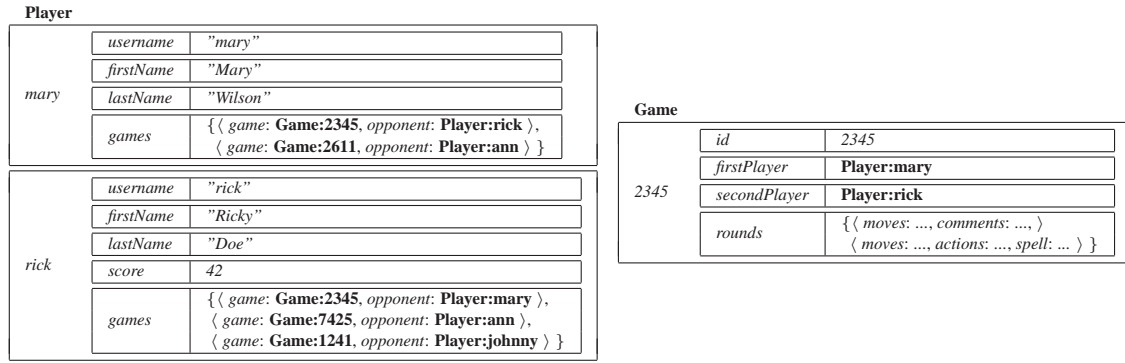 Player
mary
username ”mary”
firstName ”Mary”
lastName ”Wilson”
games {⟨ game: Game:2345, opponent: Player:rick ⟩,
⟨ game: Game:2611, opponent: Player:ann ⟩ }
rick
username ”rick”
firstName ”Ricky”
lastName ”Doe”
score 42
games {⟨ game: Game:2345, opponent: Player:mary ⟩,
⟨ game: Game:7425, opponent: Player:ann ⟩,
⟨ game: Game:1241, opponent: Player:johnny ⟩ }
Game
2345
id 2345
firstPlayer Player:mary
secondPlayer Player:rick
rounds {⟨ moves: ..., comments: ..., ⟩
⟨ moves: ..., actions: ..., spell: ... ⟩ }